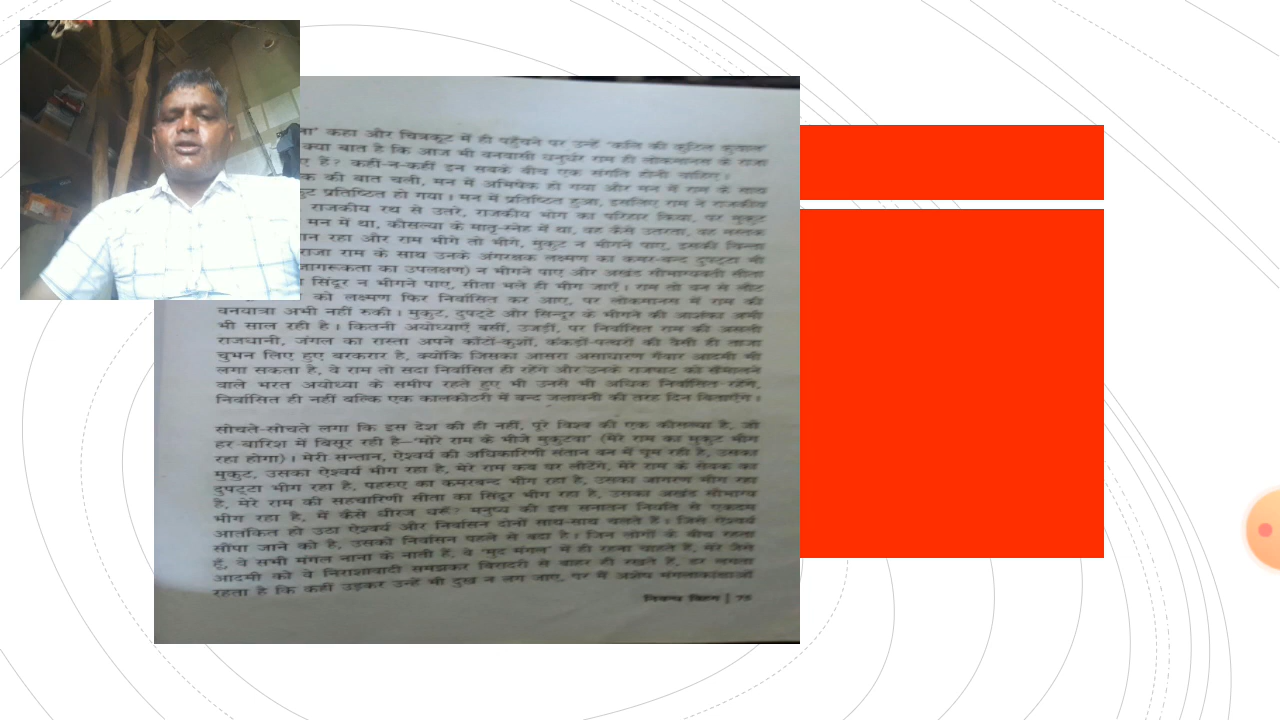 ना' कहा और चित्रकूट में ही पहुँचने पर उन्हें 'कलि की कुटिल कुचाल'
क्या बात है कि आज भी वनवासी धनुर्धर राम ही लोकमानस के राजा
ए हैं? कहीं-न-कहीं इन सबके बीच एक संगति होनी चाहिए।
क की बात चली, मन में अभिषेक हो गया और मन में राम के साथ
प्रतिष्ठित हो गया। मन में प्रतिष्ठित हुआ, इसलिए राम ने राजकीय
राजकीय रथ से उतरे, राजकीय भोग का परिहार किया, पर मुकुट
मन में था, कौसल्या के मातृ-स्नेह में था, वह कैसे उतरता, वह मस्तक
रहा और राम भीगे तो भीगे, मुकुट न भीगने पाए, इसकी चिन्ता
राजा राम के साथ उनके अंगरक्षक लक्ष्मण का कमर-बन्द दुपट्टा भी
जागरूकता का उपलक्षण) न भीगने पाए और अखंड सौभाग्यवती सीता
सिंदूर न भीगने पाए, सीता भले ही भीग जाएँ। राम तो वन से लौट
को लक्ष्मण फिर निर्वासित कर आए, पर लोकमानस में राम की
वनयात्रा अभी नहीं रुकी। मुकुट, दुपट्टे और सिन्दूर के भीगने की आशंका अभी
भी साल रही है। कितनी अयोध्याएँ बसीं, उजड़ीं, पर निर्वासित राम की असली
राजधानी, जंगल का रास्ता अपने काँटों-कुशों, कंकड़ों-पत्थरों की वैसी ही ताजा
चुभन लिए हुए बरकरार है, क्योंकि जिसका आसरा असाधारण गँवार आदमी भी
लगा सकता है, वे राम तो सदा निर्वासित ही रहेंगे और उनके राजपाट को सँभालने
वाले भरत अयोध्या के समीप रहते हुए भी उनसे भी अधिक निर्वासित रहेंगे,
निर्वासित ही नहीं बल्कि एक कालकोठरी में बन्द जलावनी की तरह दिन बिताएँगे।
सोचते-सोचते लगा कि इस देश की ही नहीं, पूरे विश्व की एक कौसल्या है, जो
हर बारिश में बिसूर रही है—'मोरे राम के भीजे मुकुटवा' (मेरे राम का मुकुट भीग
रहा होगा)। मेरी सन्तान, ऐश्वर्य की अधिकारिणी संतान वन में घूम रही है, उसका
मुकुट, उसका ऐश्वर्य भीग रहा है, मेरे राम कब घर लौटेंगे, मेरे राम के सेवक का
दुपट्टा भीग रहा है, पहरुए का कमरबन्द भीग रहा है, उसका जागरण भीग रहा
है, मेरे राम की सहचारिणी सीता का सिंदूर भीग रहा है, उसका अखंड सौभाग्य
भीग रहा है, मैं कैसे धीरज धरूँ? मनुष्य की इस सनातन नियति से एकदम
आतंकित हो उठा ऐश्वर्य और निर्वासन दोनों साथ-साथ चलते हैं। जिसे ऐश्वर्य
सौंपा जाने को है, उसको निर्वासन पहले से बदा है। जिन लोगों के बीच रहता
हूँ, वे सभी मंगल नाना के नाती हैं, वे 'मुद मंगल' में ही रहना चाहते हैं, मेरे जैसे
आदमी को वे निराशावादी समझकर बिरादरी से बाहर ही रखते हैं, डर लगता
रहता है कि कहीं उड़कर उन्हें भी दुख न लग जाए, पर मैं अशेष मंगलाकांक्षाओं
निबन्ध विहग | 75